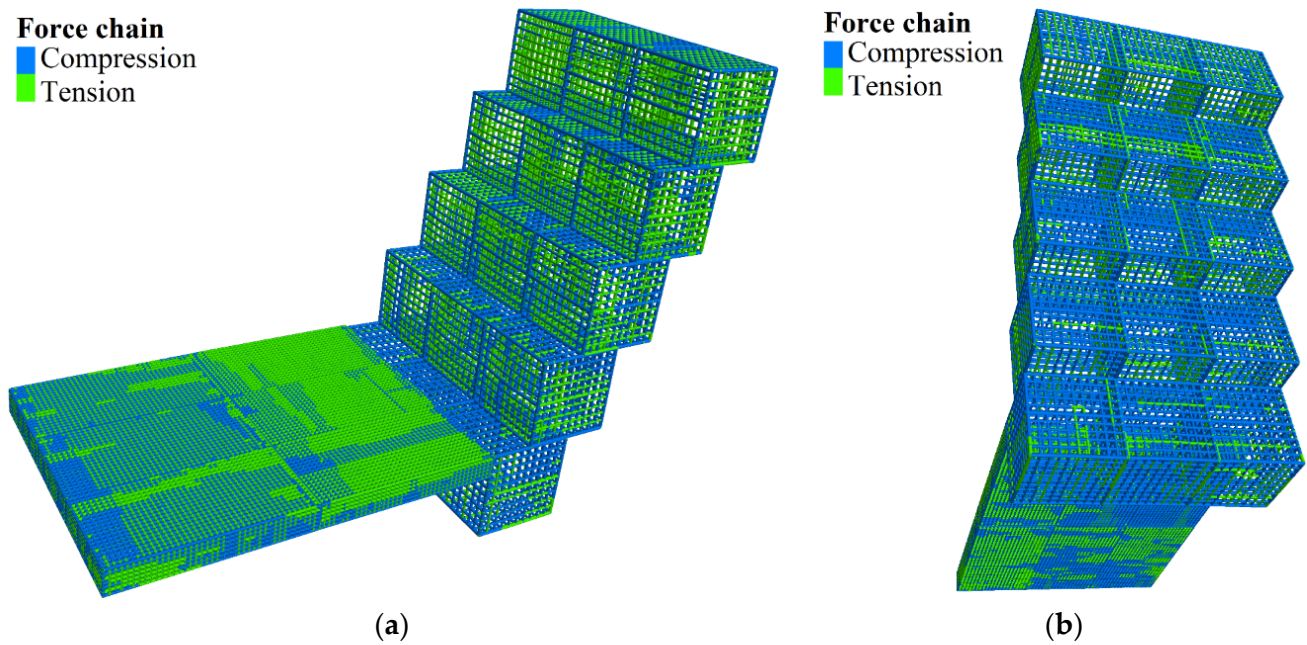 Force chain
Compression
Tension
Force chain
Compression
Tension
(a)
(b)